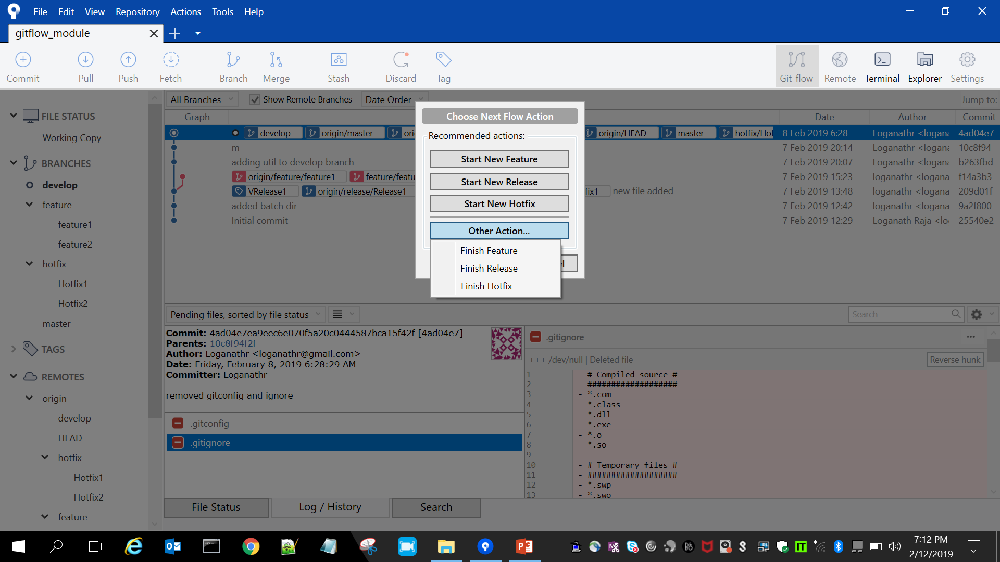 File Edit View Repository Actions Tools Help
gitflow_module
Commit Pull Push Fetch Branch Merge Stash Discard Tag Git-flow Remote Terminal Explorer Settings
FILE STATUS
Working Copy
BRANCHES
develop
feature
feature1
feature2
hotfix
Hotfix1
Hotfix2
master
TAGS
REMOTES
origin
develop
HEAD
hotfix
Hotfix1
Hotfix2
feature
All Branches Show Remote Branches Date Order Jump to:
Graph Date Author Commit
develop origin/master ori origin/HEAD master hotfix/Hot 8 Feb 2019 6:28 Loganathr <logana 4ad04e7
m 7 Feb 2019 20:14 Loganathr <logana 10c8f94
adding util to develop branch 7 Feb 2019 20:07 Loganathr <logana b263fbd
origin/feature/feature1 feature/featu 7 Feb 2019 15:23 loganathr <logana f14a3b3
VRelease1 origin/release/Release1 fix1 new file added 7 Feb 2019 13:48 loganathr <logana 209d01f
added batch dir 7 Feb 2019 12:42 loganathr <logana 9a2f800
Initial commit 7 Feb 2019 12:29 Loganath Raja <lo 25540e2
Choose Next Flow Action
Recommended actions:
Start New Feature
Start New Release
Start New Hotfix
Other Action...
Finish Feature
Finish Release
Finish Hotfix
Pending files, sorted by file status Search
Commit: 4ad04e7ea9eec6e070f5a20c0444587bca15f42f [4ad04e7]
Parents: 10c8f94f2f
Author: Loganathr <loganathr@gmail.com>
Date: Friday, February 8, 2019 6:28:29 AM
Committer: Loganathr
removed gitconfig and ignore
.gitconfig
.gitignore
.gitignore ...
+++ /dev/null | Deleted file Reverse hunk
1 - # Compiled source #
2 - ###################
3 - *.com
4 - *.class
5 - *.dll
6 - *.exe
7 - *.o
8 - *.so
9 -
10 - # Temporary files #
11 - ###################
12 - *.swp
13 - *.swo
File Status Log / History Search
7:12 PM
2/12/2019